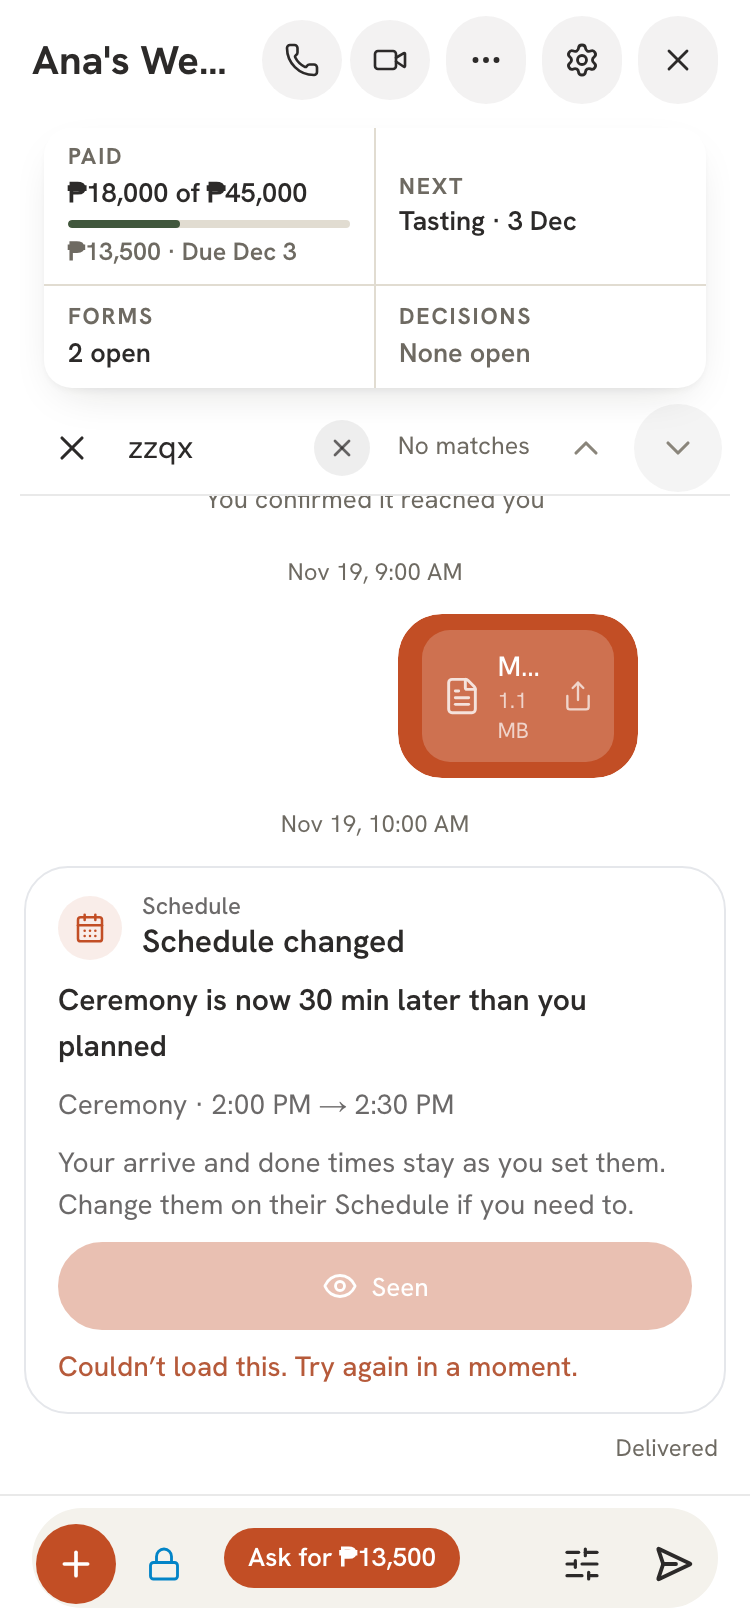 Ana's We...
PAID
₱18,000 of ₱45,000
₱13,500 · Due Dec 3
NEXT
Tasting · 3 Dec
FORMS
2 open
DECISIONS
None open
zzqx
No matches
You confirmed it reached you
Nov 19, 9:00 AM
M...
1.1
MB
Nov 19, 10:00 AM
Schedule
Schedule changed
Ceremony is now 30 min later than you
planned
Ceremony · 2:00 PM → 2:30 PM
Your arrive and done times stay as you set them.
Change them on their Schedule if you need to.
Seen
Couldn’t load this. Try again in a moment.
Delivered
Ask for ₱13,500